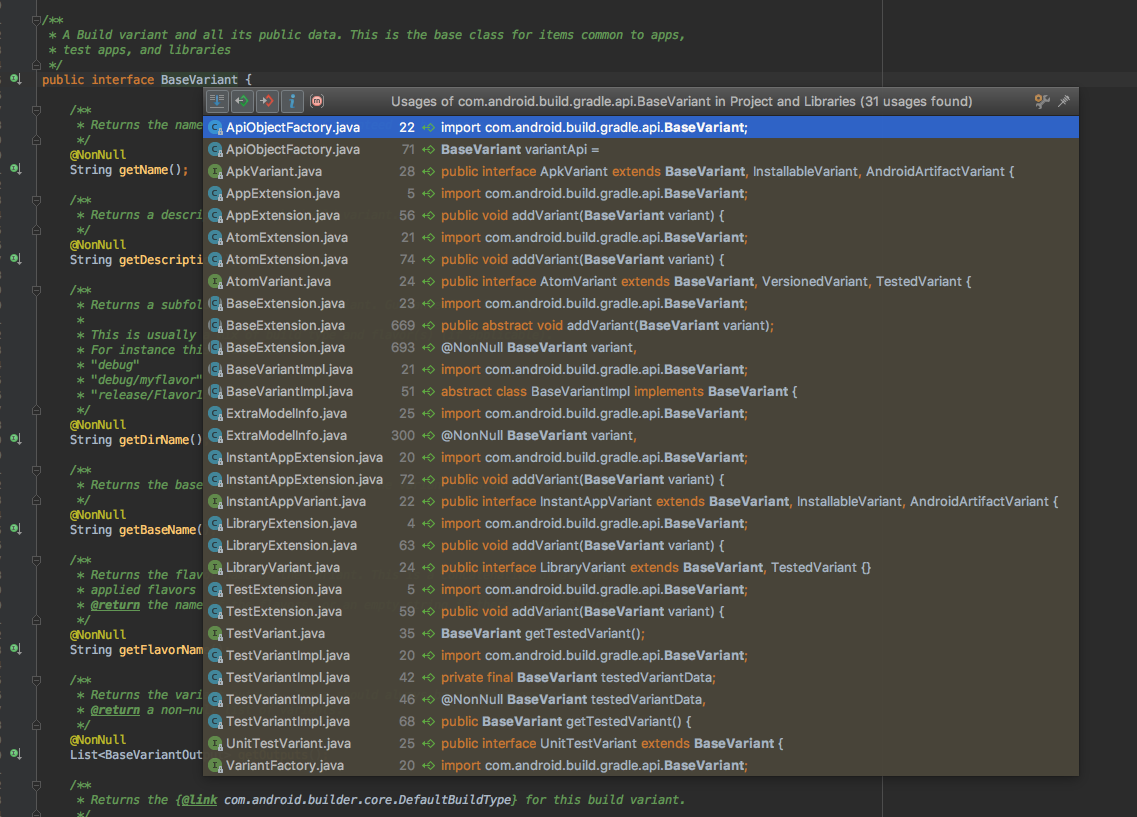 /**
 * A Build variant and all its public data. This is the base class for items common to apps,
 * test apps, and libraries
 */
public interface BaseVariant {
Usages of com.android.build.gradle.api.BaseVariant in Project and Libraries (31 usages found)
/**
 * Returns the name
 */
@NonNull
String getName();
/**
 * Returns a descri
 */
@NonNull
String getDescripti
/**
 * Returns a subfol
 *
 * This is usually
 * For instance thi
 * "debug"
 * "debug/myflavor"
 * "release/Flavor1
 */
@NonNull
String getDirName()
/**
 * Returns the base
 */
@NonNull
String getBaseName(
/**
 * Returns the flav
 * applied flavors
 * @return the name
 */
@NonNull
String getFlavorNam
/**
 * Returns the vari
 * @return a non-nu
 */
@NonNull
List<BaseVariantOut
ApiObjectFactory.java 22 import com.android.build.gradle.api.BaseVariant;
ApiObjectFactory.java 71 BaseVariant variantApi =
ApkVariant.java 28 public interface ApkVariant extends BaseVariant, InstallableVariant, AndroidArtifactVariant {
AppExtension.java 5 import com.android.build.gradle.api.BaseVariant;
AppExtension.java 56 public void addVariant(BaseVariant variant) {
AtomExtension.java 21 import com.android.build.gradle.api.BaseVariant;
AtomExtension.java 74 public void addVariant(BaseVariant variant) {
AtomVariant.java 24 public interface AtomVariant extends BaseVariant, VersionedVariant, TestedVariant {
BaseExtension.java 23 import com.android.build.gradle.api.BaseVariant;
BaseExtension.java 669 public abstract void addVariant(BaseVariant variant);
BaseExtension.java 693 @NonNull BaseVariant variant,
BaseVariantImpl.java 21 import com.android.build.gradle.api.BaseVariant;
BaseVariantImpl.java 51 abstract class BaseVariantImpl implements BaseVariant {
ExtraModelInfo.java 25 import com.android.build.gradle.api.BaseVariant;
ExtraModelInfo.java 300 @NonNull BaseVariant variant,
InstantAppExtension.java 20 import com.android.build.gradle.api.BaseVariant;
InstantAppExtension.java 72 public void addVariant(BaseVariant variant) {
InstantAppVariant.java 22 public interface InstantAppVariant extends BaseVariant, InstallableVariant, AndroidArtifactVariant {
LibraryExtension.java 4 import com.android.build.gradle.api.BaseVariant;
LibraryExtension.java 63 public void addVariant(BaseVariant variant) {
LibraryVariant.java 24 public interface LibraryVariant extends BaseVariant, TestedVariant {}
TestExtension.java 5 import com.android.build.gradle.api.BaseVariant;
TestExtension.java 59 public void addVariant(BaseVariant variant) {
TestVariant.java 35 BaseVariant getTestedVariant();
TestVariantImpl.java 20 import com.android.build.gradle.api.BaseVariant;
TestVariantImpl.java 42 private final BaseVariant testedVariantData;
TestVariantImpl.java 46 @NonNull BaseVariant testedVariantData,
TestVariantImpl.java 68 public BaseVariant getTestedVariant() {
UnitTestVariant.java 25 public interface UnitTestVariant extends BaseVariant {
VariantFactory.java 20 import com.android.build.gradle.api.BaseVariant;
/**
 * Returns the {@link com.android.builder.core.DefaultBuildType} for this build variant.
 */